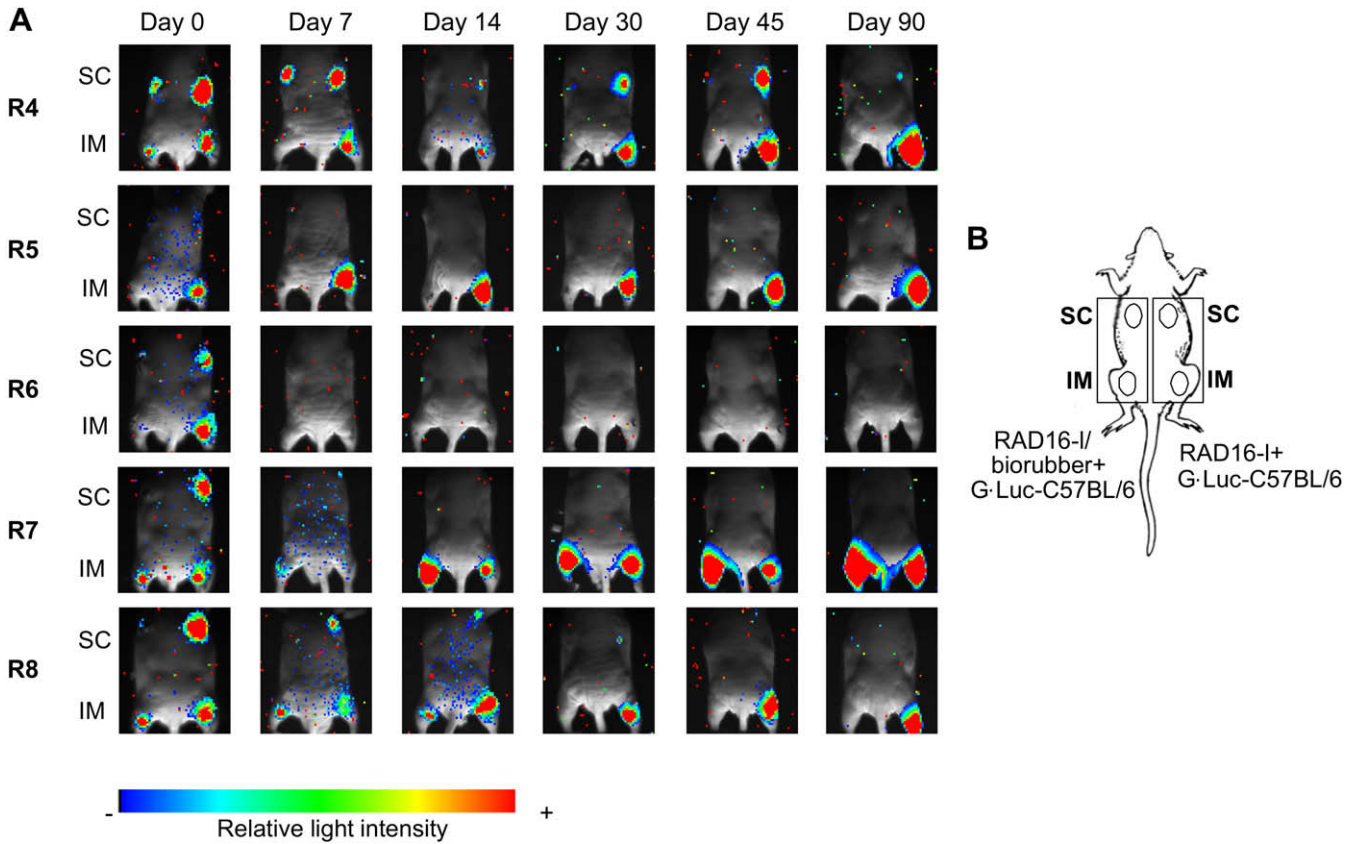 A
Day 0 Day 7 Day 14 Day 30 Day 45 Day 90
SC
R4
IM
SC
R5
IM
SC
R6
IM
SC
R7
IM
SC
R8
IM
- +
Relative light intensity
B
SC SC
IM IM
RAD16-I/
biorubber+
G·Luc-C57BL/6
RAD16-I+
G·Luc-C57BL/6